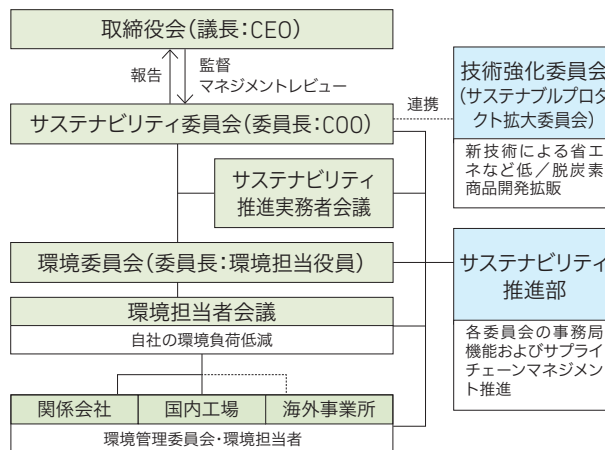 取締役会(議長:CEO)
報告
監督
マネジメントレビュー
サステナビリティ委員会(委員長:COO)
連携
技術強化委員会
(サステナブルプロダ
クト拡大委員会)
新技術による省エ
ネなど低／脱炭素
商品開発拡販
サステナビリティ
推進実務者会議
環境委員会(委員長:環境担当役員)
サステナビリティ
推進部
各委員会の事務局
機能およびサプライ
チェーンマネジメン
ト推進
環境担当者会議
自社の環境負荷低減
関係会社
国内工場
海外事業所
環境管理委員会・環境担当者